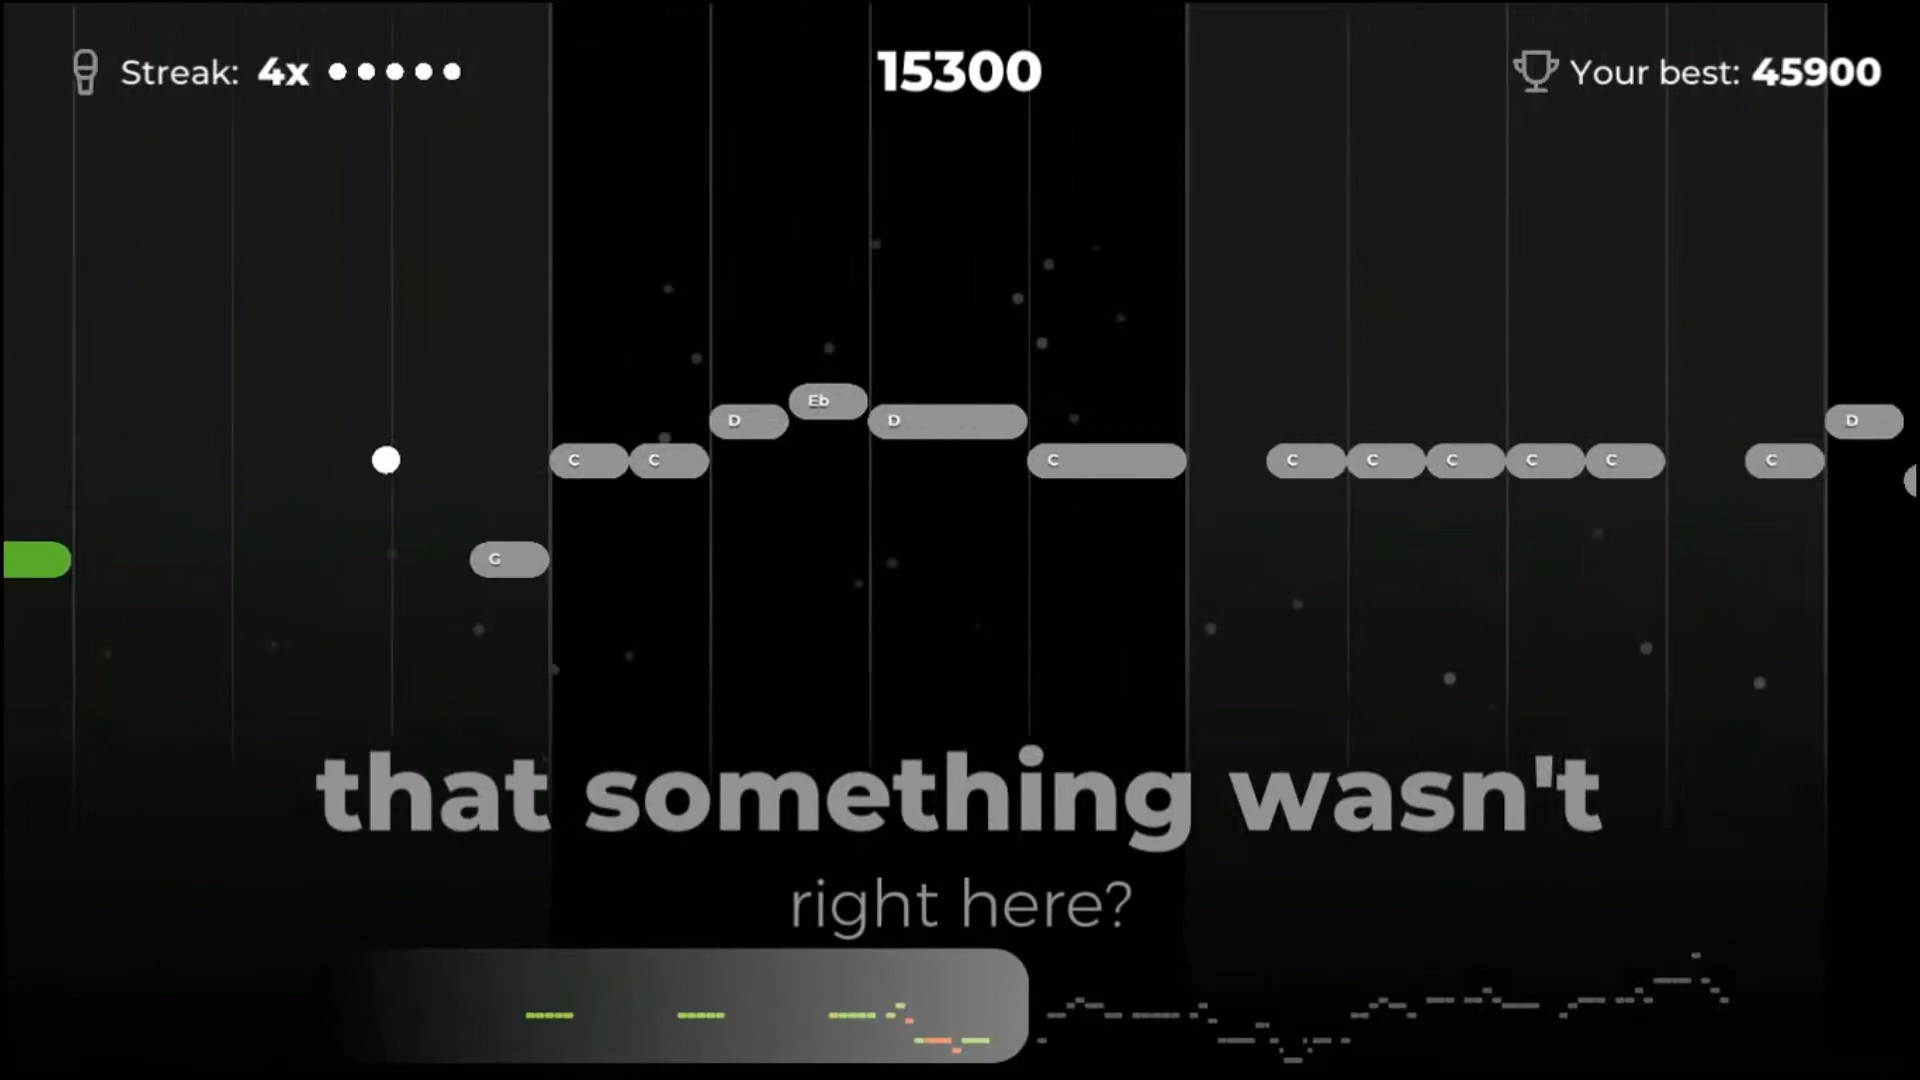 Streak: 4x
15300
Your best: 45900
Eb
D D D
C C C C C C C C C
G
that something wasn't
right here?